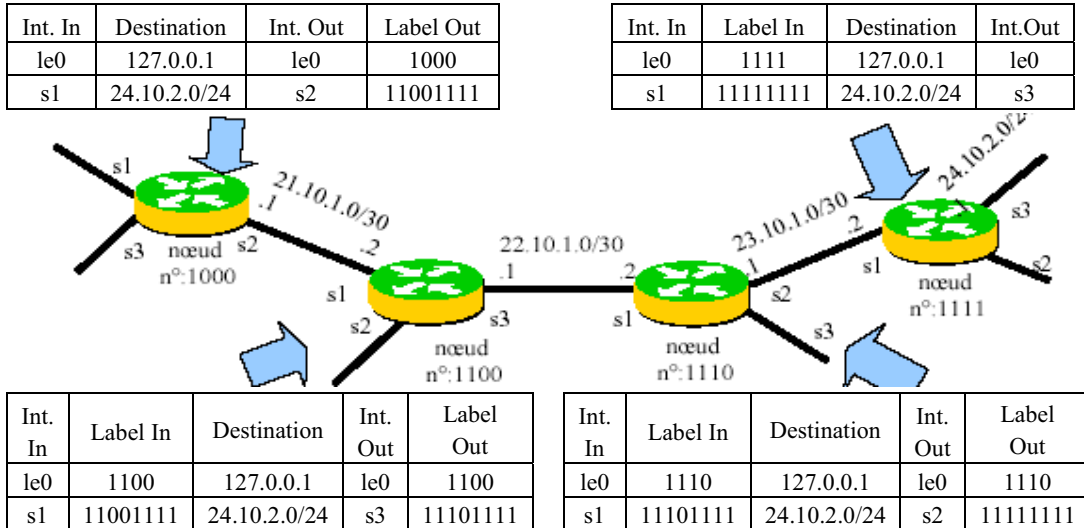 Int. In Destination Int. Out Label Out
le0 127.0.0.1 le0 1000
s1 24.10.2.0/24 s2 11001111
Int. In Label In Destination Int.Out
le0 1111 127.0.0.1 le0
s1 11111111 24.10.2.0/24 s3
s1
s3
nœud
n°:1000
s2
.1
21.10.1.0/30
.2
s1
s2
s3
nœud
n°:1100
.1
22.10.1.0/30
.2
s1
nœud
n°:1110
s2
s3
.1
23.10.1.0/30
.2
s1
nœud
n°:1111
.1
24.10.2.0/2
s3
s2
Int. In Label In Destination Int. Out Label Out
le0 1100 127.0.0.1 le0 1100
s1 11001111 24.10.2.0/24 s3 11101111
Int. In Label In Destination Int. Out Label Out
le0 1110 127.0.0.1 le0 1110
s1 11101111 24.10.2.0/24 s2 11111111